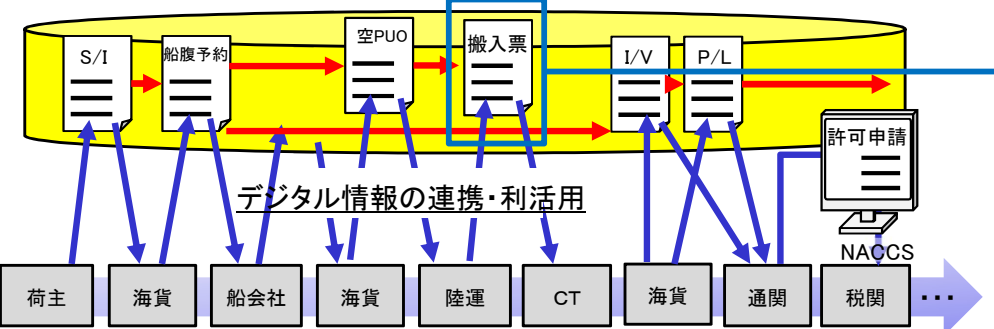 S/I
船腹予約
空PUO
搬入票
I/V
P/L
許可申請
デジタル情報の連携・利活用
NACCS
荷主
海貨
船会社
海貨
陸運
CT
海貨
通関
税関
･･･